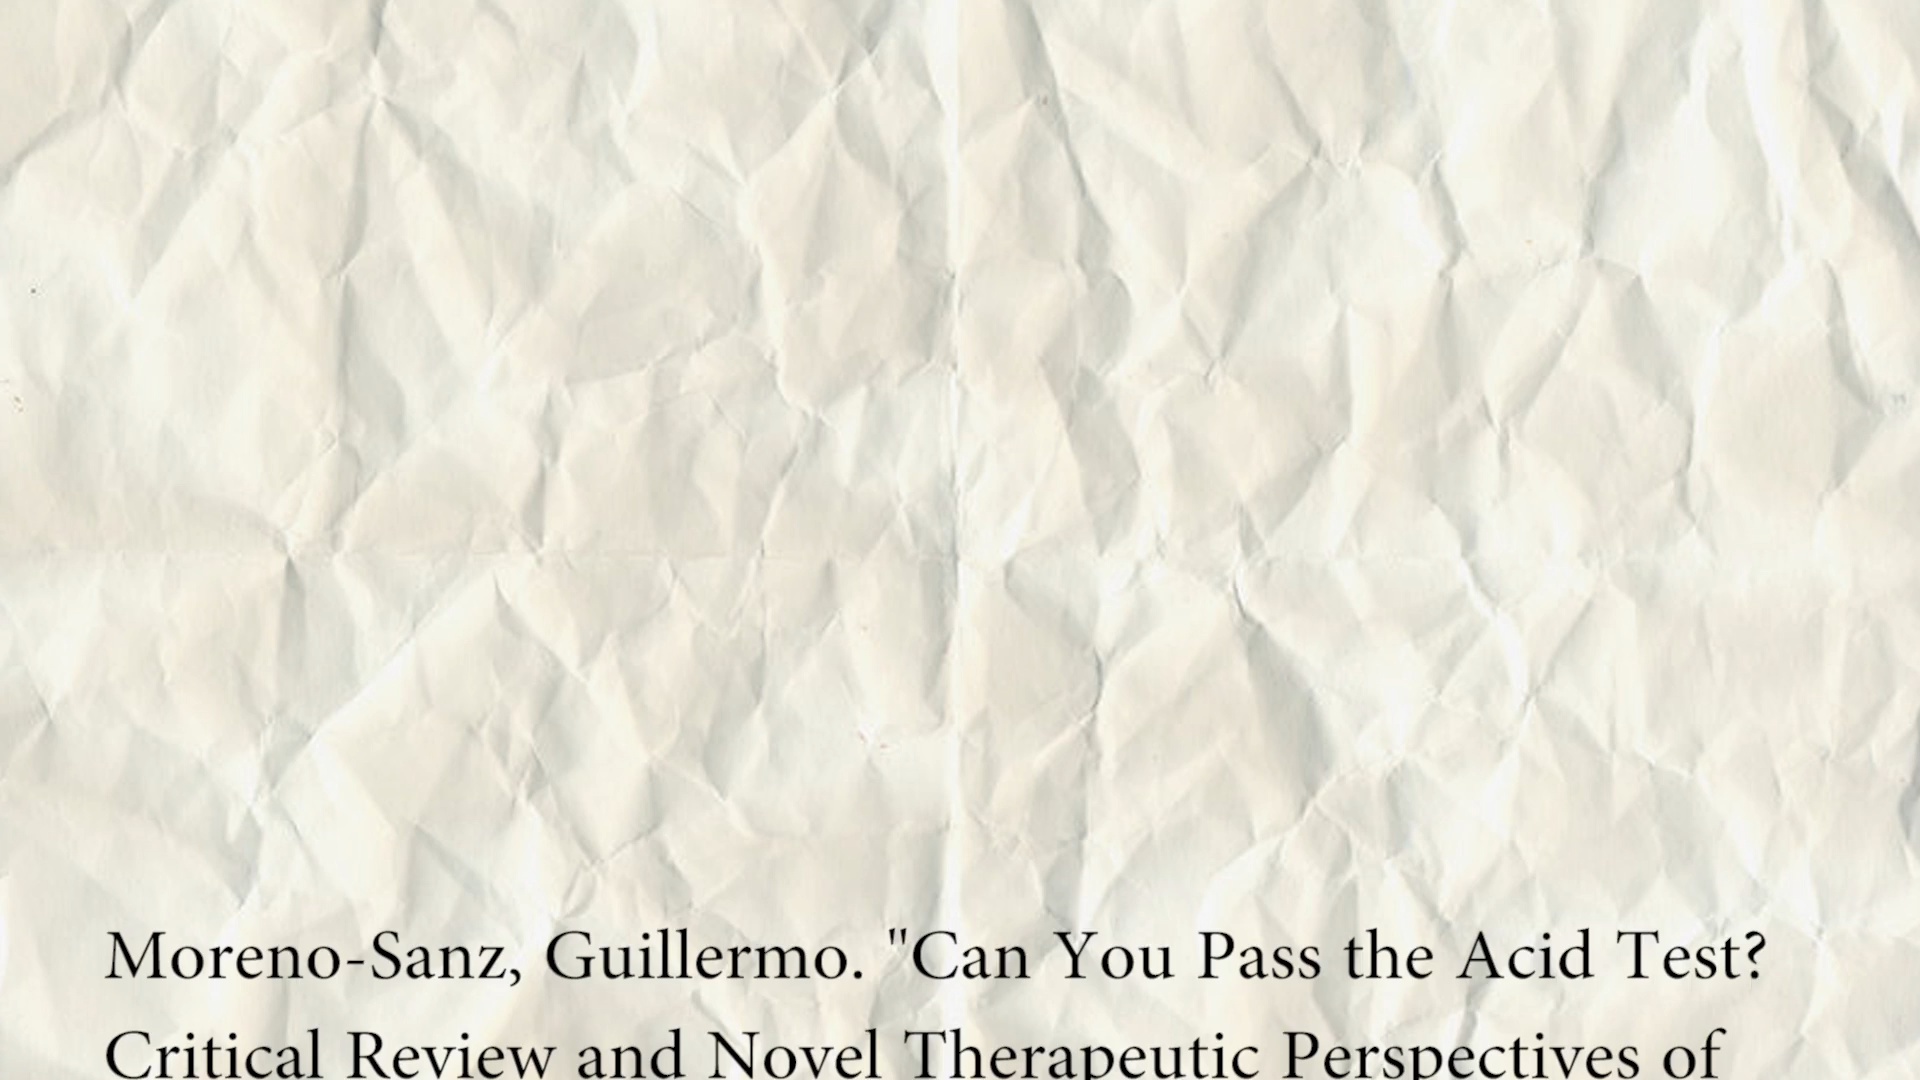 Moreno-Sanz, Guillermo. "Can You Pass the Acid Test?
Critical Review and Novel Therapeutic Perspectives of